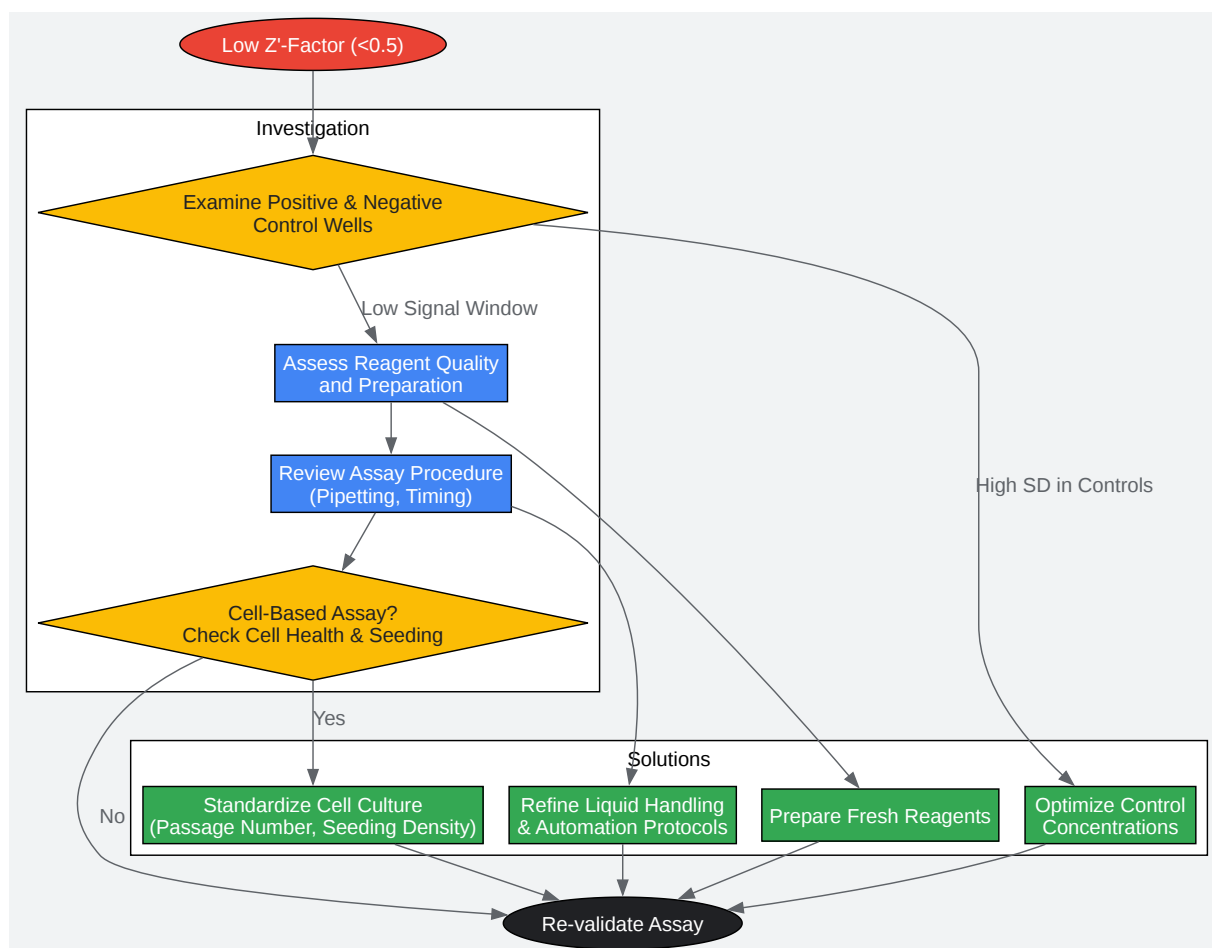 Low Z'-Factor (<0.5)
Investigation
Examine Positive & Negative
Control Wells
Low Signal Window
Assess Reagent Quality
and Preparation
Review Assay Procedure
(Pipetting, Timing)
High SD in Controls
Cell-Based Assay?
Check Cell Health & Seeding
Yes
Solutions
No
Standardize Cell Culture
(Passage Number, Seeding Density)
Refine Liquid Handling
& Automation Protocols
Prepare Fresh Reagents
Optimize Control
Concentrations
Re-validate Assay